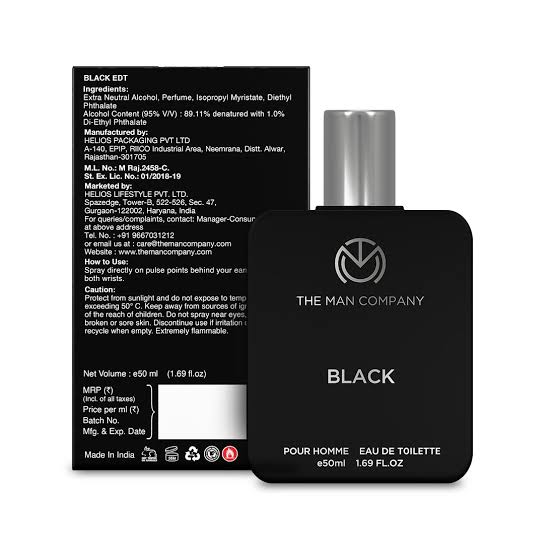 BLACK EDT
Ingredients:
Extra Neutral Alcohol, Perfume, Isopropyl Myristate, Diethyl
Phthalate
Alcohol Content (95% V/V) : 89.11% denatured with 1.0%
Di-Ethyl Phthalate
Manufactured by:
HELIOS PACKAGING PVT LTD
A-140, EPIP, RIICO Industrial Area, Neemrana, Distt. Alwar,
Rajasthan-301705
M.L. No.: M Raj.2458-C.
St. Ex. Lic. No.: 01/2018-19
Marketed by:
HELIOS LIFESTYLE PVT. LTD.
Spazedge, Tower-B, 522-526, Sec. 47,
Gurgaon-122002, Haryana, India
For queries/complaints, contact: Manager-Consum
at above address
Tel. No. : +91 9667031212
or email us at : care@themancompany.com
Website : www.themancompany.com
How to Use:
Spray directly on pulse points behind your ear
both wrists.
Caution:
Protect from sunlight and do not expose to temp
exceeding 50° C. Keep away from sources of ig
of the reach of children. Do not spray near eyes,
broken or sore skin. Discontinue use if irritation
recycle when empty. Extremely flammable.
Net Volume : e50 ml (1.69 fl.oz)
MRP (₹)
(Incl. of all taxes)
Price per ml (₹)
Batch No.
Mfg. & Exp. Date
Made In India
THE MAN COMPANY
BLACK
POUR HOMME EAU DE TOILETTE
e50ml 1.69 FL.OZ